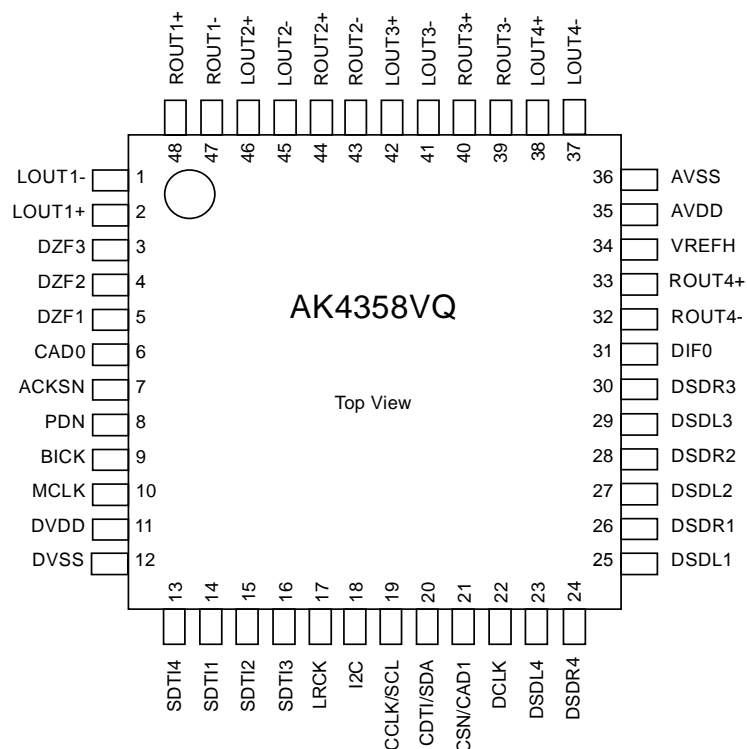 ROUT1+ ROUT1- LOUT2+ LOUT2- ROUT2+ ROUT2- LOUT3+ LOUT3- ROUT3+ ROUT3- LOUT4+ LOUT4-
48 47 46 45 44 43 42 41 40 39 38 37
LOUT1- 1 36 AVSS
LOUT1+ 2 35 AVDD
DZF3 3 34 VREFH
DZF2 4 33 ROUT4+
DZF1 5 AK4358VQ 32 ROUT4-
CAD0 6 31 DIF0
ACKSN 7 30 DSDR3
Top View
PDN 8 29 DSDL3
BICK 9 28 DSDR2
MCLK 10 27 DSDL2
DVDD 11 26 DSDR1
DVSS 12 25 DSDL1
13 14 15 16 17 18 19 20 21 22 23 24
SDTI4 SDTI1 SDTI2 SDTI3 LRCK I2C CCLK/SCL CDTI/SDA CSN/CAD1 DCLK DSDL4 DSDR4